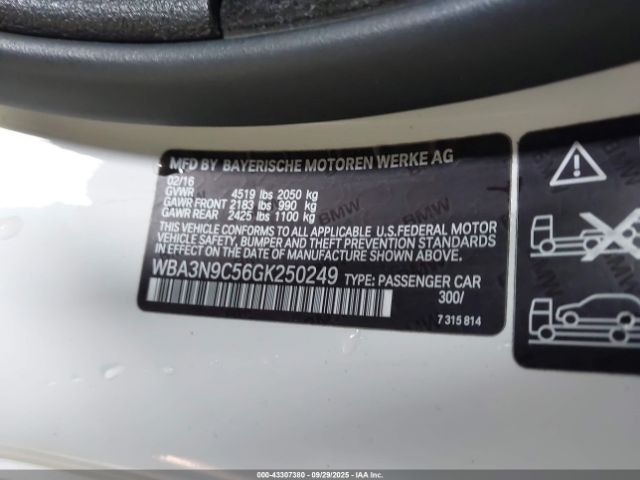 MFD BY BAYERISCHE MOTOREN WERKE AG
02/16
GVWR 4519 lbs 2050 kg
GAWR FRONT 2183 lbs 990 kg
GAWR REAR 2425 lbs 1100 kg
THIS VEHICLE CONFORMS TO ALL APPLICABLE U.S.FEDERAL MOTOR
VEHICLE SAFETY, BUMPER AND THEFT PREVENTION STANDARDS IN
EFFECT ON THE DATE OF MANUFACTURE SHOWN ABOVE.
WBA3N9C56GK250249 TYPE: PASSENGER CAR
300/
7 315 814
000-43307380 - 09/29/2025 - IAAI.COM